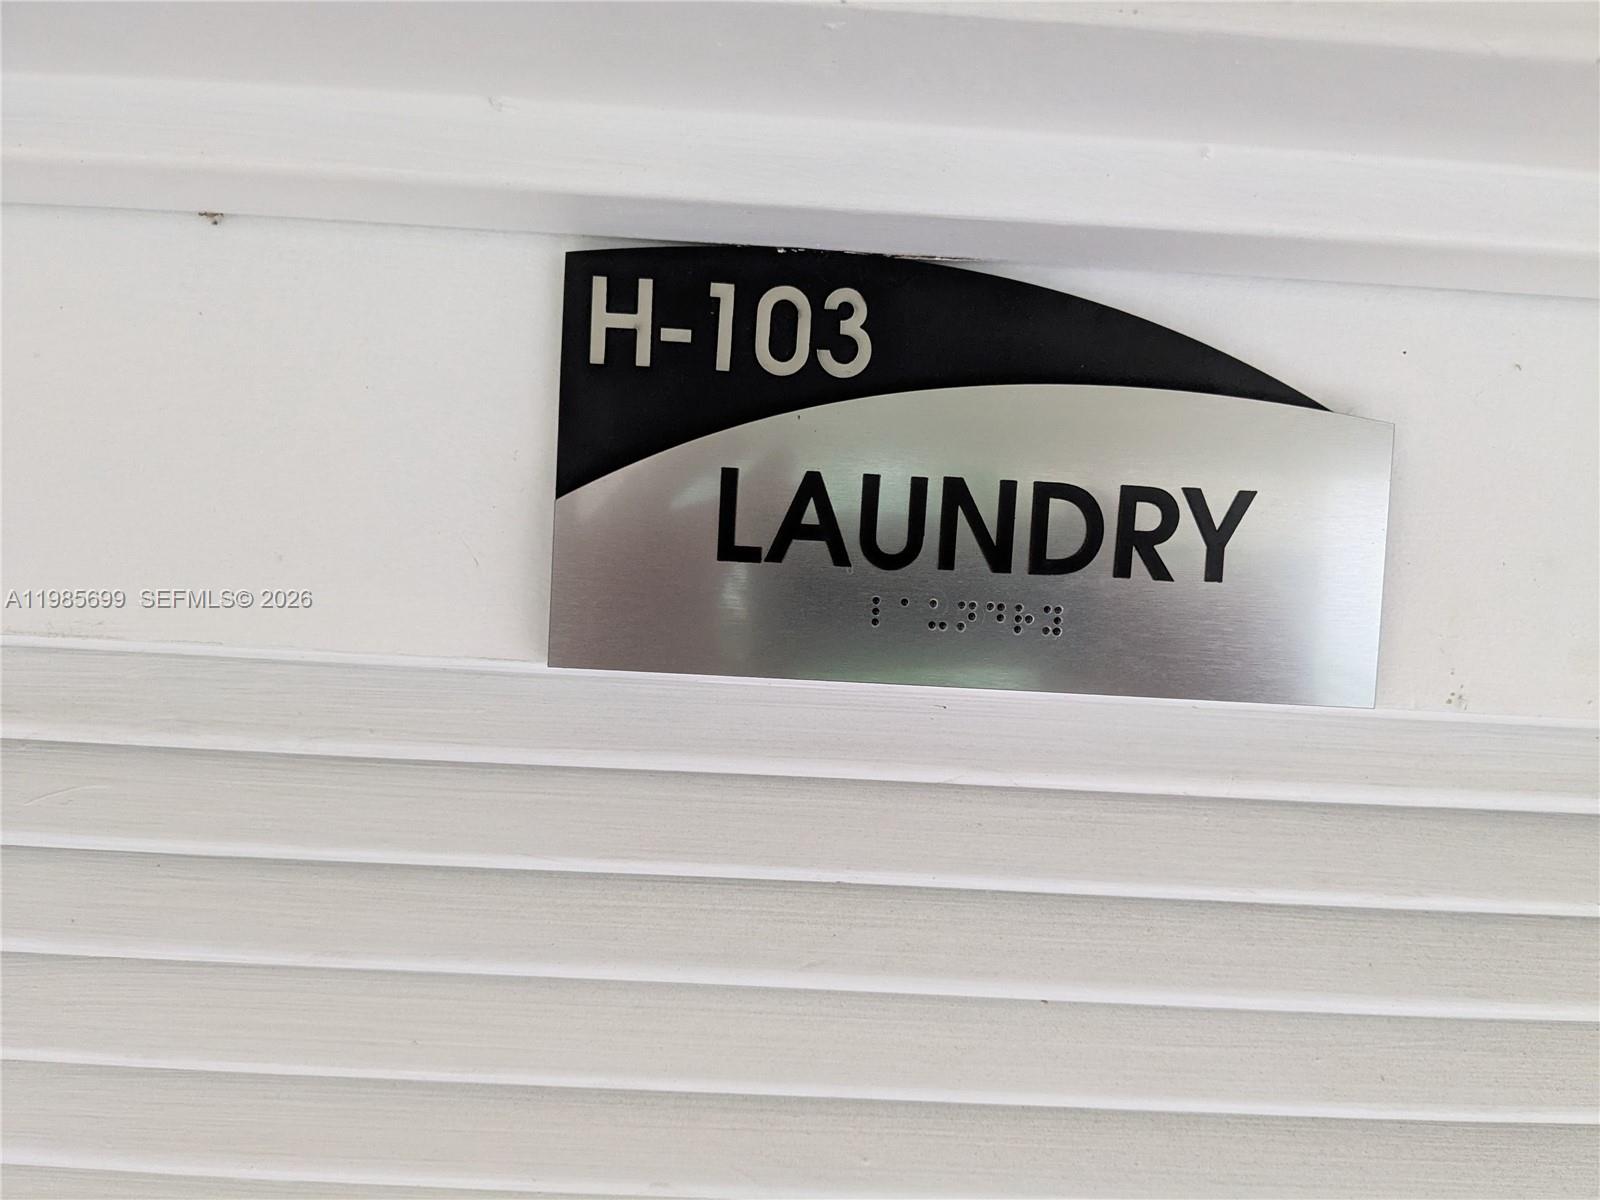 H-103
LAUNDRY
⠇⠁⠥⠝⠙⠗⠽
A11985699 SEFMLS© 2026